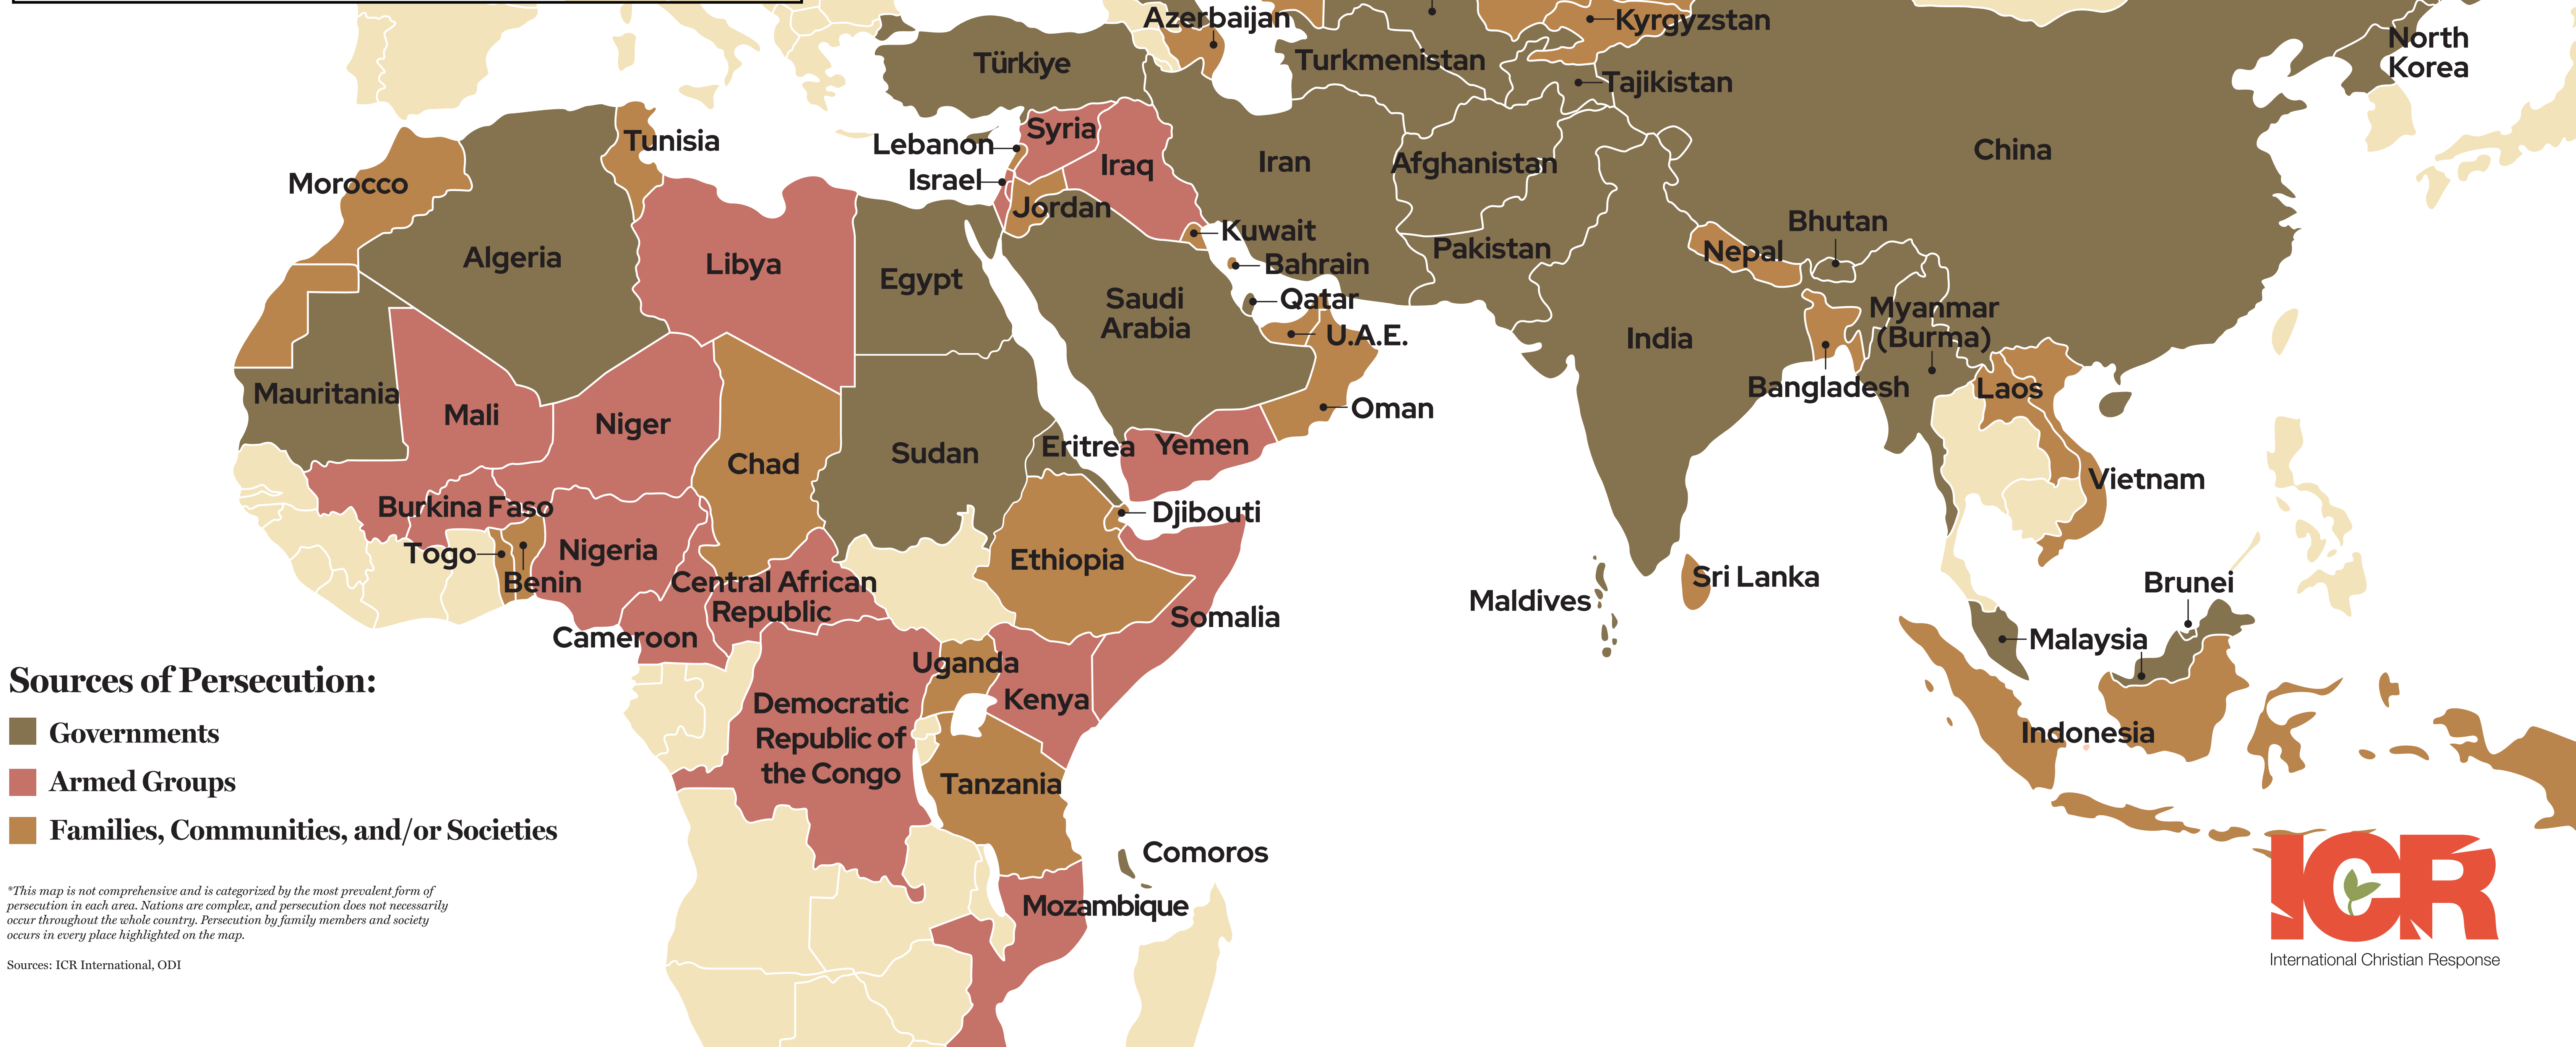 Azerbaijan
Kyrgyzstan
North
Korea
Türkiye
Turkmenistan
Tajikistan
Tunisia
Lebanon
Syria
Israel
Iraq
Iran
Afghanistan
China
Morocco
Jordan
Kuwait
Bahrain
Qatar
U.A.E.
Pakistan
Nepal
Bhutan
Algeria
Libya
Egypt
Saudi
Arabia
India
Myanmar
(Burma)
Bangladesh
Laos
Mauritania
Mali
Niger
Chad
Sudan
Eritrea
Yemen
Oman
Vietnam
Burkina Faso
Togo
Benin
Nigeria
Djibouti
Ethiopia
Central African
Republic
Cameroon
Somalia
Maldives
Sri Lanka
Brunei
Malaysia
Indonesia
Uganda
Kenya
Democratic
Republic of
the Congo
Tanzania
Comoros
Mozambique
Sources of Persecution:
Governments
Armed Groups
Families, Communities, and/or Societies
*This map is not comprehensive and is categorized by the most prevalent form of
persecution in each area. Nations are complex, and persecution does not necessarily
occur throughout the whole country. Persecution by family members and society
occurs in every place highlighted on the map.
Sources: ICR International, ODI
ICR
International Christian Response